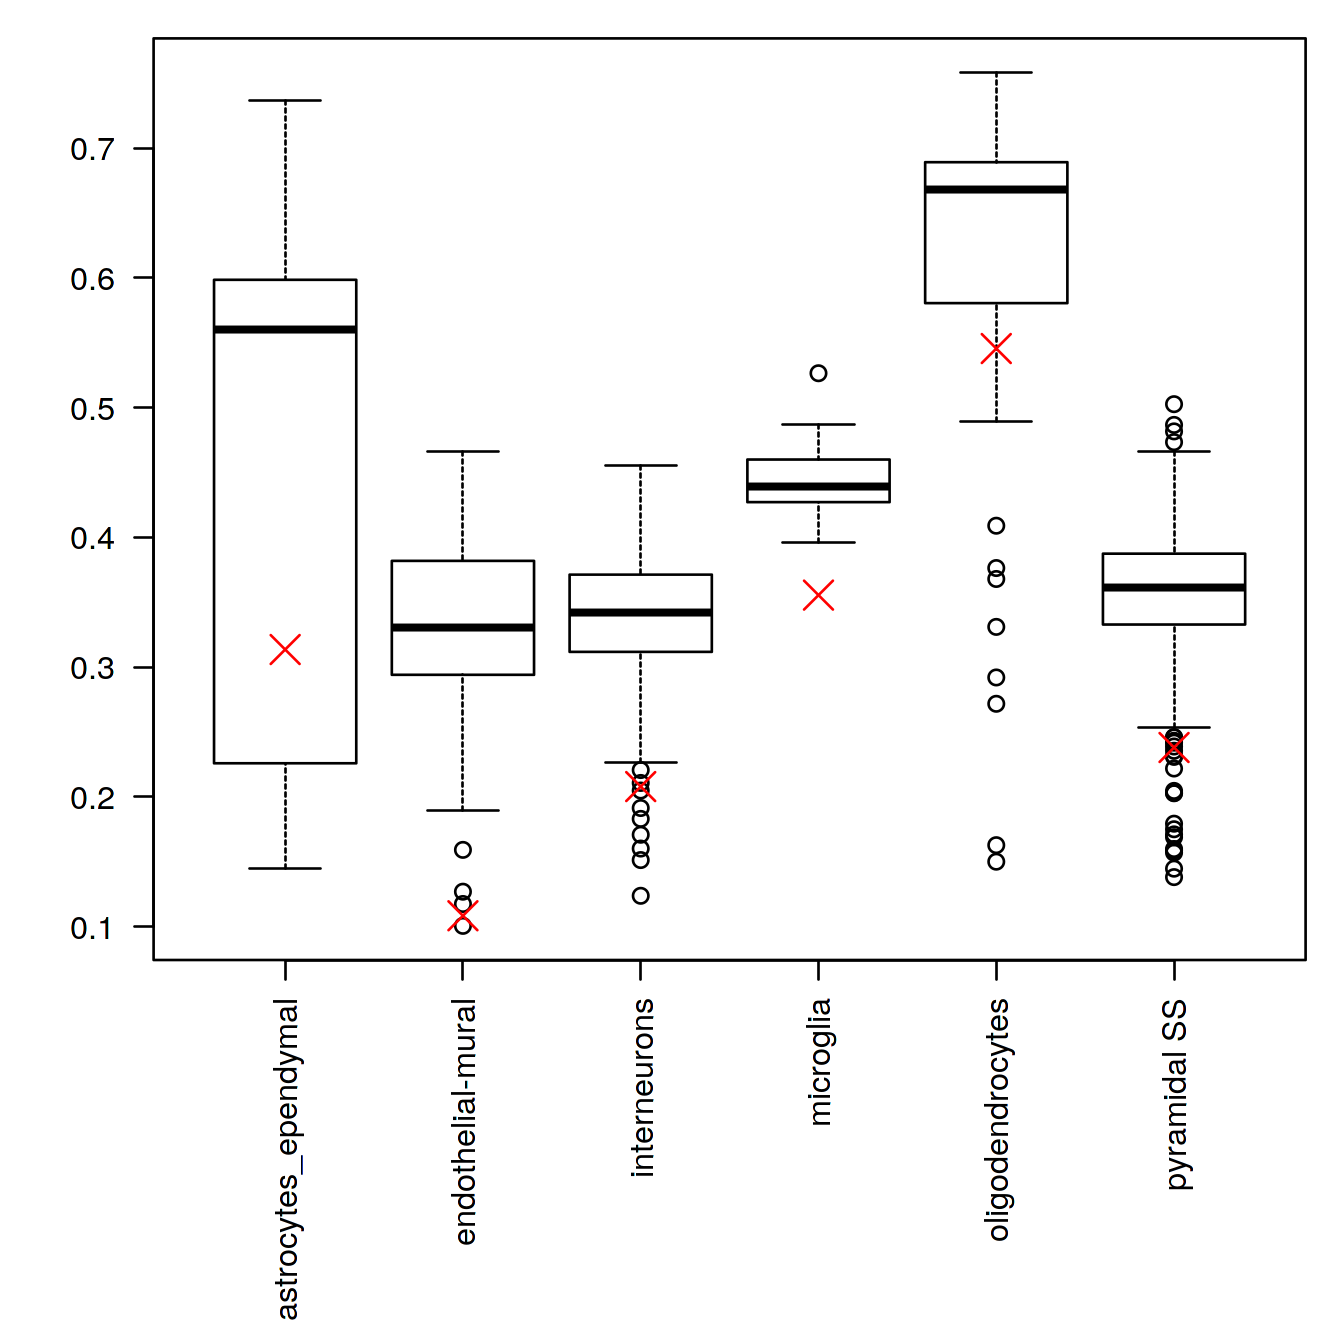 0.7
0.6
0.5
0.4
0.3
0.2
0.1
astrocytes_ependymal
endothelial-mural
interneurons
microglia
oligodendrocytes
pyramidal SS